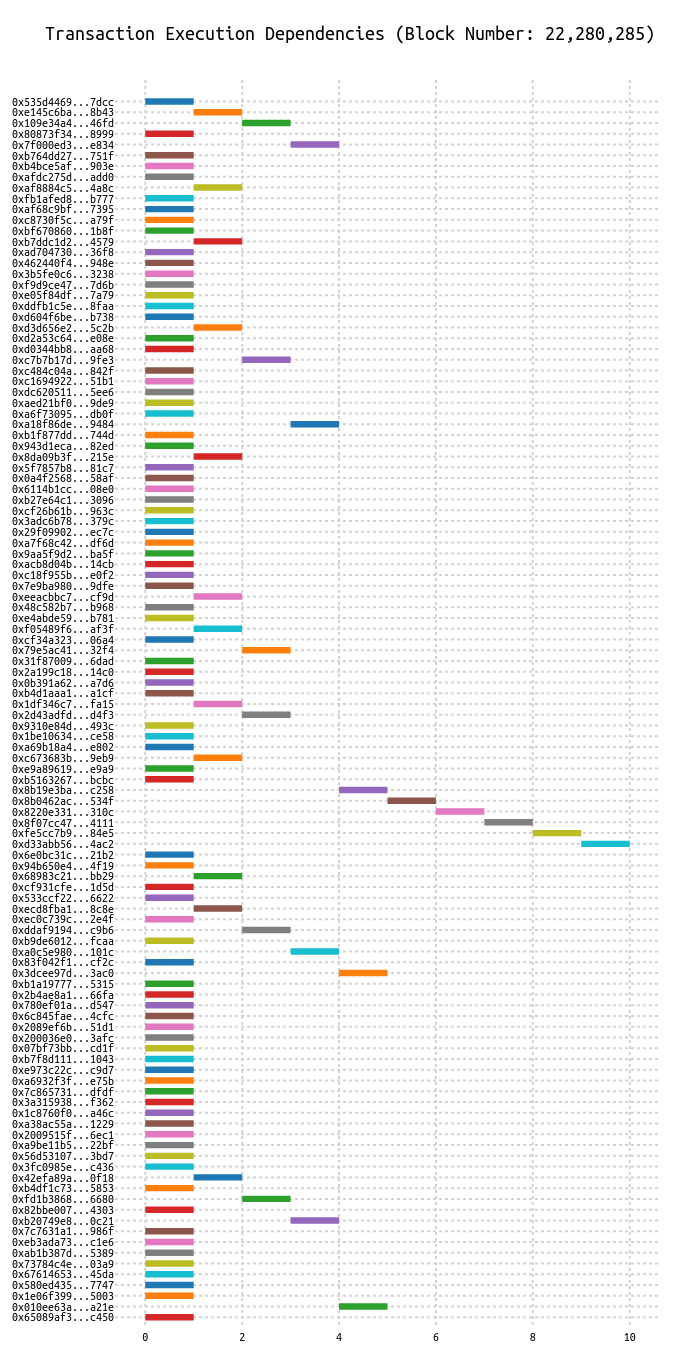 Transaction Execution Dependencies (Block Number: 22,280,285)
0x535d4469...7dcc
0xe145c6ba...8b43
0x109e34a4...46fd
0x80873f34...8999
0x7f000ed3...e834
0xb764dd27...751f
0xb4bce5af...903e
0xafdc275d...add0
0xaf8884c5...4a8c
0xfb1afed8...b777
0xaf68c9bf...7395
0xc8730f5c...a79f
0xbf670860...1b8f
0xb7ddc1d2...4579
0xad704730...36f8
0x462440f4...948e
0x3b5fe0c6...3238
0xf9d9ce47...7d6b
0xe05f84df...7a79
0xddfb1c5e...8faa
0xd604f6be...b738
0xd3d656e2...5c2b
0xd2a53c64...e08e
0xd0344bb8...aa68
0xc7b7b17d...9fe3
0xc484c04a...842f
0xc1694922...51b1
0xdc620511...5ee6
0xaed21bf0...9de9
0xa6f73095...db0f
0xa18f86de...9484
0xb1f877dd...744d
0x943d1eca...82ed
0x8da09b3f...215e
0x5f7857b8...81c7
0x0a4f2568...58af
0x6114b1cc...08e0
0xb27e64c1...3096
0xcf26b61b...963c
0x3adc6b78...379c
0x29f09902...ec7c
0xa7f68c42...df6d
0x9aa5f9d2...ba5f
0xacb8d04b...14cb
0xc18f955b...e0f2
0x7e9ba980...9dfe
0xeeacbbc7...cf9d
0x48c582b7...b968
0xe4abde59...b781
0xf05489f6...af3f
0xcf34a323...06a4
0x79e5ac41...32f4
0x31f87009...6dad
0x2a199c18...14c0
0x0b391a62...a7d6
0xb4d1aaa1...a1cf
0x1df346c7...fa15
0x2d43adfd...d4f3
0x9310e84d...493c
0x1be10634...ce58
0xa69b18a4...e802
0xc673683b...9eb9
0xe9a89619...e9a9
0xb5163267...bcbc
0x8b19e3ba...c258
0x8b0462ac...534f
0x8220e331...310c
0x8f07cc47...4111
0xfe5cc7b9...84e5
0xd33abb56...4ac2
0x6e0bc31c...21b2
0x94b650e4...4f19
0x68983c21...bb29
0xcf931cfe...1d5d
0x533ccf22...6622
0xecd8fba1...8c8e
0xec0c739c...2e4f
0xddaf9194...c9b6
0xb9de6012...fcaa
0xa0c5e980...101c
0x83f042f1...cf2c
0x3dcee97d...3ac0
0xb1a19777...5315
0x2b4ae8a1...66fa
0x780ef01a...d547
0x6c845fae...4cfc
0x2089ef6b...51d1
0x200036e0...3afc
0x07bf73bb...cd1f
0xb7f8d111...1043
0xe973c22c...c9d7
0xa6932f3f...e75b
0x7c865731...dfdf
0x3a315938...f362
0x1c8760f0...a46c
0xa38ac55a...1229
0x2009515f...6ec1
0xa9be11b5...22bf
0x56d53107...3bd7
0x3fc0985e...c436
0x42efa89a...0f18
0xb4df1c73...5853
0xfd1b3868...6680
0x82bbe007...4303
0xb20749e8...0c21
0x7c7631a1...986f
0xeb3ada73...c1e6
0xab1b387d...5389
0x73784c4e...03a9
0x67614653...45da
0x580ed435...7747
0x1e06f399...5003
0x010ee63a...a21e
0x65089af3...c450
0 2 4 6 8 10